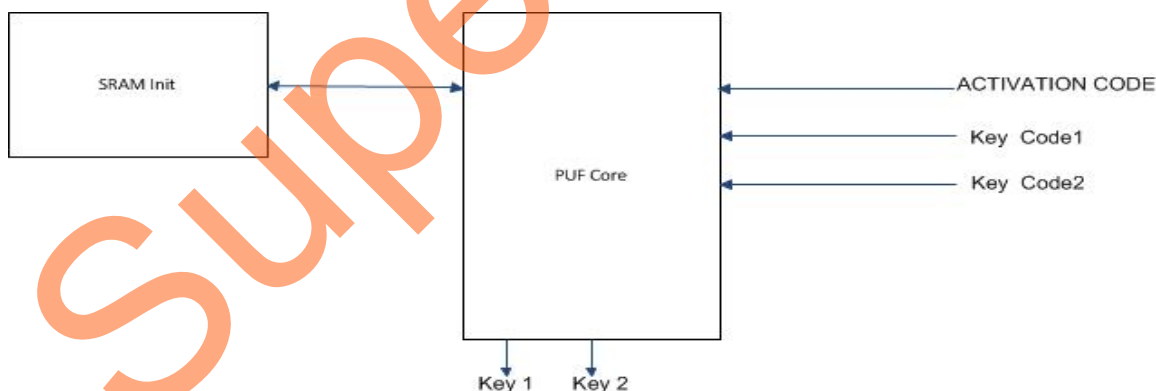 SRAM Init
PUF Core
ACTIVATION CODE
Key Code1
Key Code2
Key 1
Key 2
Supe